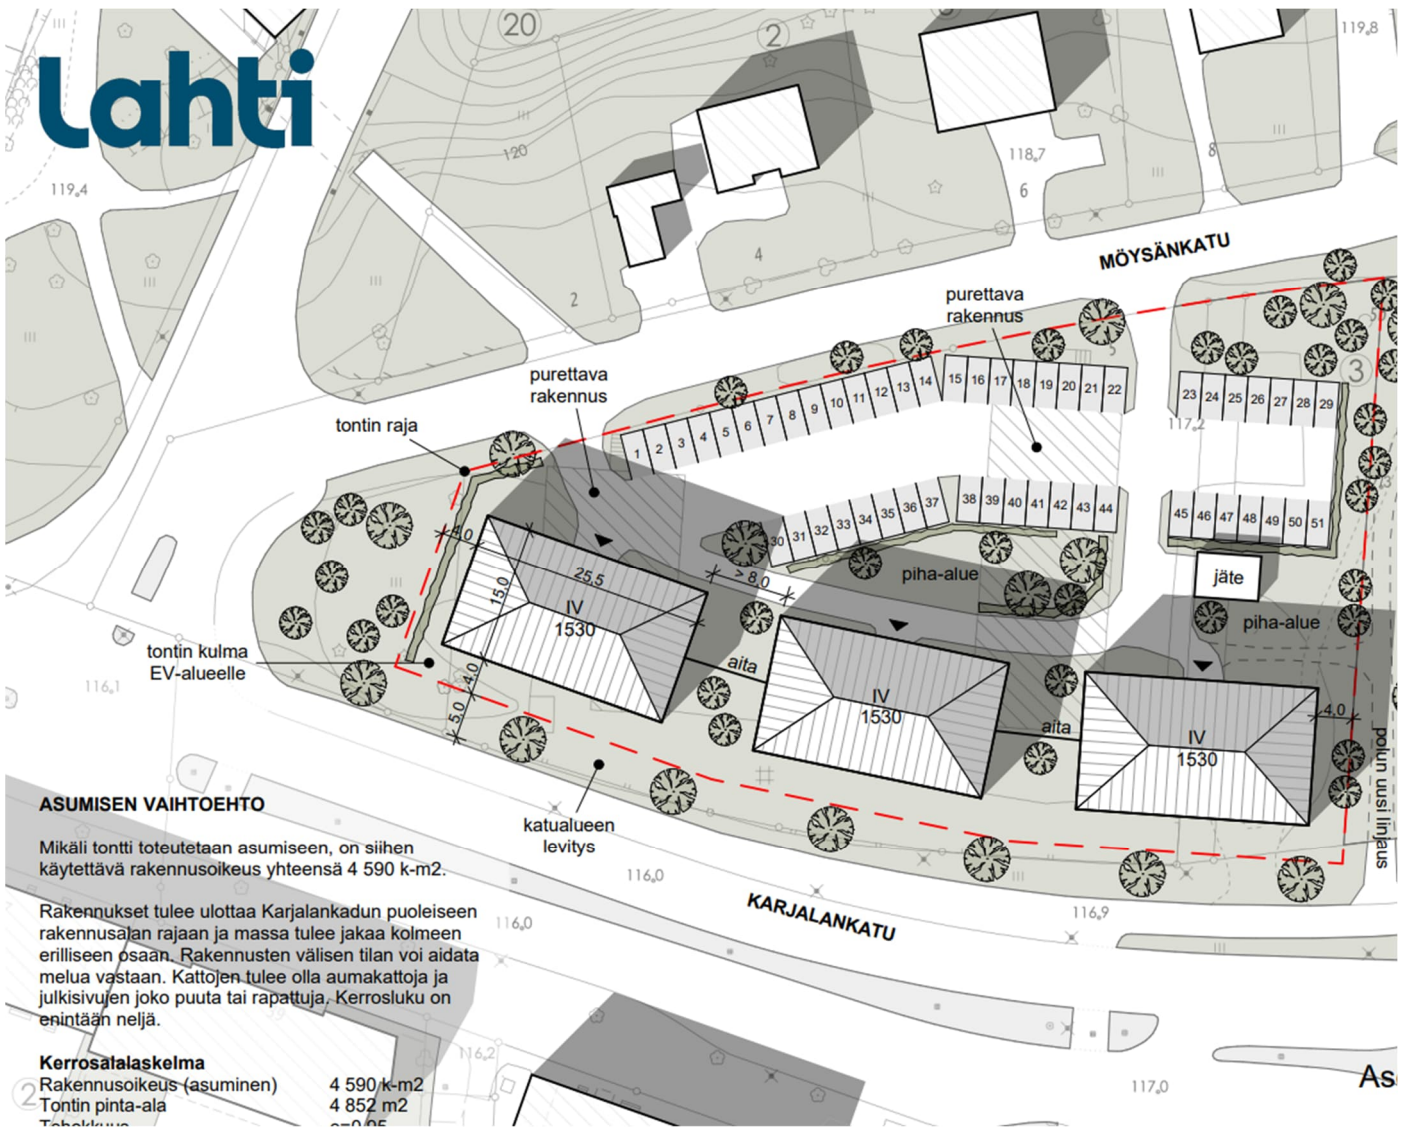 Lahti
20
2
119,8
120
119,4
118,7
6
8
4
2
MÖYSÄNKATU
purettava
rakennus
5
3
purettava
rakennus
tontin raja
1 2 3 4 5 6 7 8 9 10 11 12 13 14 15 16 17 18 19 20 21 22
23 24 25 26 27 28 29
117,2
30 31 32 33 34 35 36 37 38 39 40 41 42 43 44
45 46 47 48 49 50 51
4,0
15,0
25,5
> 8,0
piha-alue
jäte
piha-alue
IV
1530
aita
IV
1530
aita
IV
1530
4,0
4,0
5,0
tontin kulma
EV-alueelle
116,1
polun uusi linjaus
katualueen
levitys
116,0
KARJALANKATU
116,9
116,0
116,2
117,0
2
ASUMISEN VAIHTOEHTO
Mikäli tontti toteutetaan asumiseen, on siihen
käytettävä rakennusoikeus yhteensä 4 590 k-m2.
Rakennukset tulee ulottaa Karjalankadun puoleiseen
rakennusalan rajaan ja massa tulee jakaa kolmeen
erilliseen osaan. Rakennusten välisen tilan voi aidata
melua vastaan. Kattojen tulee olla aumakattoja ja
julkisivujen joko puuta tai rapattuja. Kerrosluku on
enintään neljä.
Kerrosalalaskelma
Rakennusoikeus (asuminen) 4 590 k-m2
Tontin pinta-ala 4 852 m2
Tehokkuus e=0,95
As